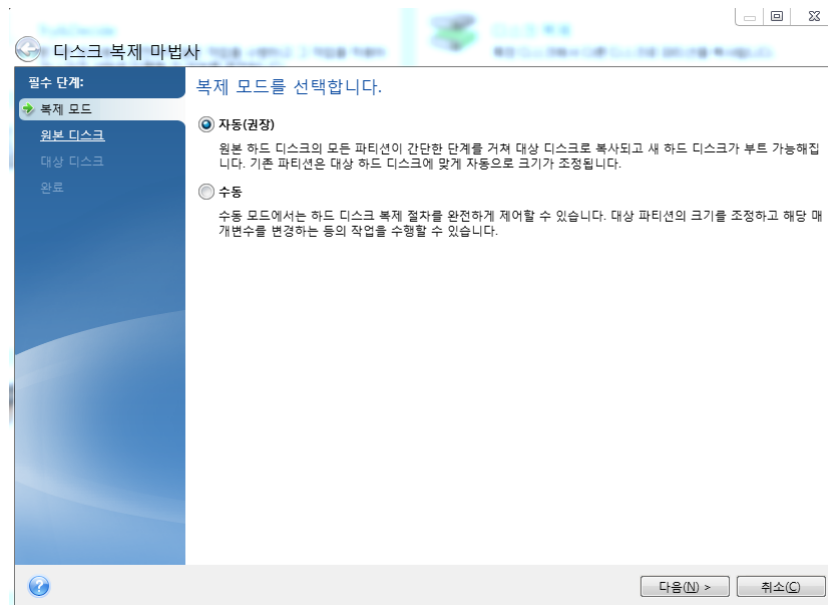 디스크 복제
디스크 복제 마법사
필수 단계:
복제 모드
원본 디스크
대상 디스크
완료
복제 모드를 선택합니다.
자동(권장)
원본 하드 디스크의 모든 파티션이 간단한 단계를 거쳐 대상 디스크로 복사되고 새 하드 디스크가 부트 가능해집
니다. 기존 파티션은 대상 하드 디스크에 맞게 자동으로 크기가 조정됩니다.
수동
수동 모드에서는 하드 디스크 복제 절차를 완전하게 제어할 수 있습니다. 대상 파티션의 크기를 조정하고 해당 매
개변수를 변경하는 등의 작업을 수행할 수 있습니다.
다음(N) >
취소(C)